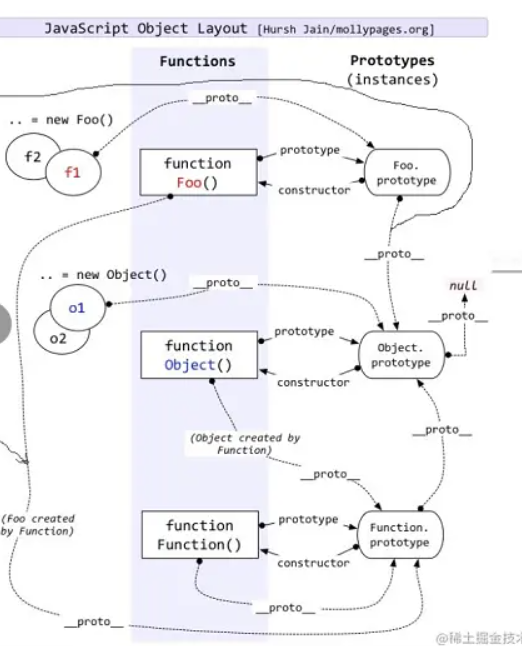 JavaScript Object Layout [Hursh Jain/mollypages.org]
Functions
Prototypes
(instances)
__proto__
.. = new Foo()
f2
f1
function
Foo()
prototype
constructor
Foo.
prototype
__proto__
.. = new Object()
o1
o2
__proto__
null
__proto__
function
Object()
prototype
constructor
Object.
prototype
(Object created by
Function)
__proto__
__proto__
(Foo created
by Function)
function
Function()
prototype
constructor
Function.
prototype
__proto__
__proto__
@稀土掘金技术